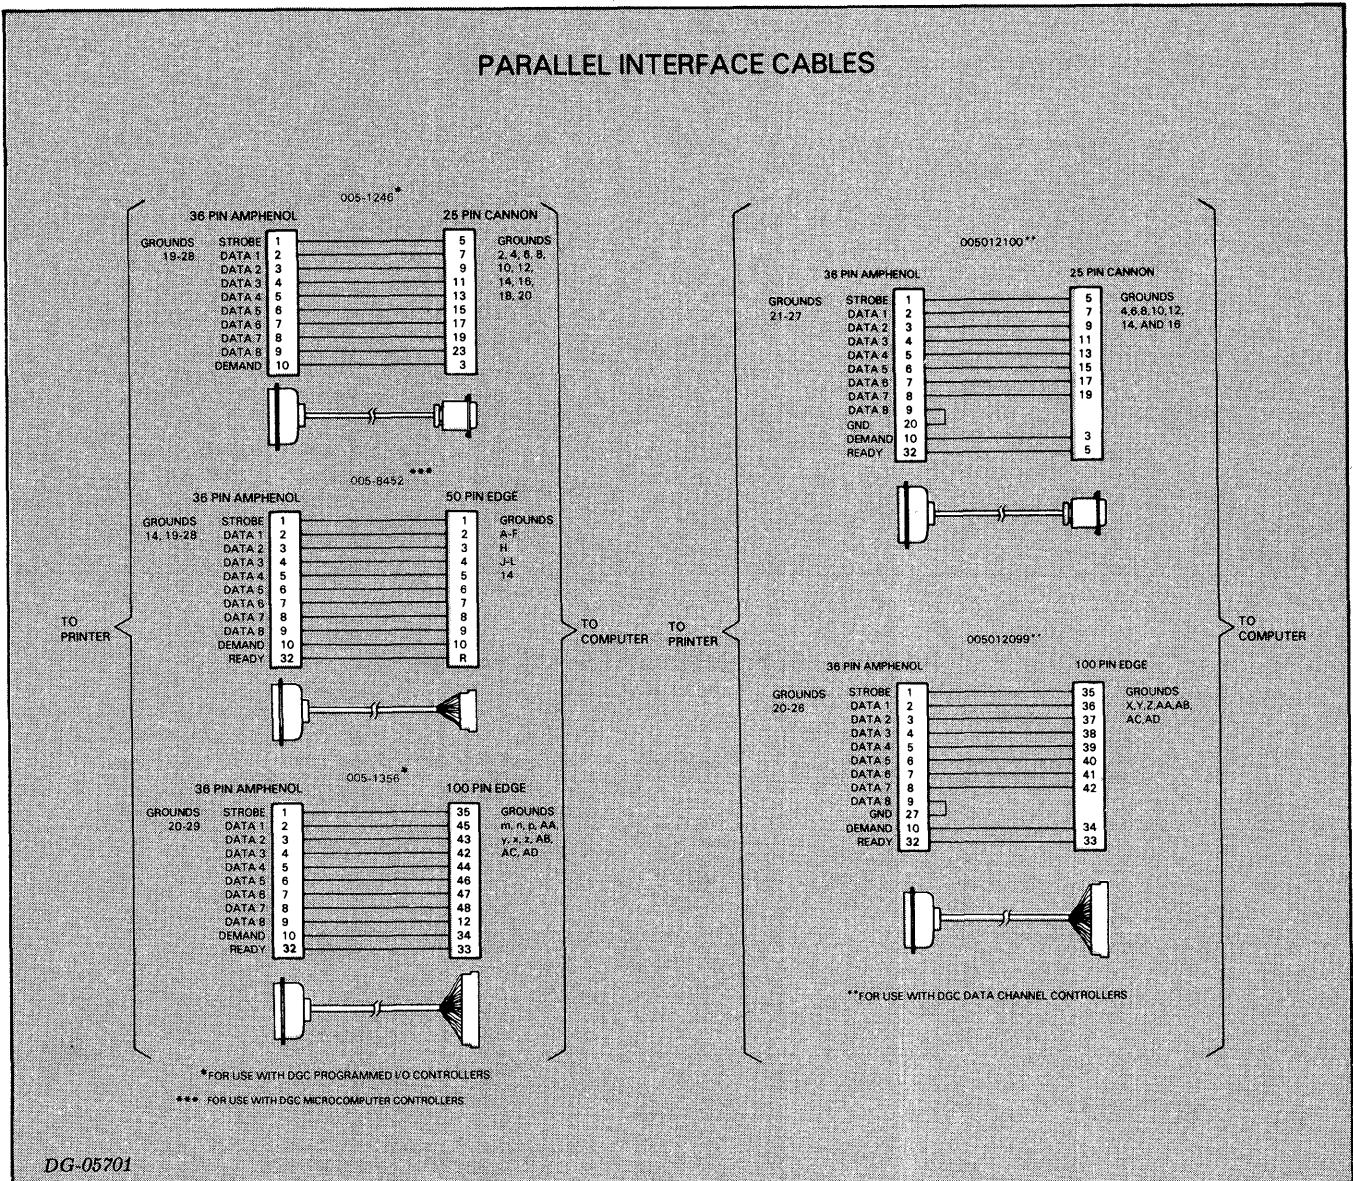 PARALLEL INTERFACE CABLES
005-1246*
36 PIN AMPHENOL 25 PIN CANNON
GROUNDS STROBE 1 5 GROUNDS
19-28 DATA 1 2 7 2, 4, 6, 8,
DATA 2 3 9 10, 12,
DATA 3 4 11 14, 16,
DATA 4 5 13 18, 20
DATA 5 6 15
DATA 6 7 17
DATA 7 8 19
DATA 8 9 23
DEMAND 10 3
005-8452 ***
36 PIN AMPHENOL 50 PIN EDGE
GROUNDS STROBE 1 1 GROUNDS
14, 19-28 DATA 1 2 2 A-F
DATA 2 3 3 H
DATA 3 4 4 J-L
DATA 4 5 5 14
DATA 5 6 6
DATA 6 7 7
DATA 7 8 8
DATA 8 9 9
DEMAND 10 10
READY 32 R
005-1356*
36 PIN AMPHENOL 100 PIN EDGE
GROUNDS STROBE 1 35 GROUNDS
20-29 DATA 1 2 45 m, n, p, AA,
DATA 2 3 43 y, x, z, AB,
DATA 3 4 42 AC, AD
DATA 4 5 44
DATA 5 6 46
DATA 6 7 47
DATA 7 8 48
DATA 8 9 12
DEMAND 10 34
READY 32 33
TO
PRINTER
TO
COMPUTER
*FOR USE WITH DGC PROGRAMMED I/O CONTROLLERS
*** FOR USE WITH DGC MICROCOMPUTER CONTROLLERS
005012100**
36 PIN AMPHENOL 25 PIN CANNON
GROUNDS STROBE 1 5 GROUNDS
21-27 DATA 1 2 7 4,6,8,10,12,
DATA 2 3 9 14, AND 16
DATA 3 4 11
DATA 4 5 13
DATA 5 6 15
DATA 6 7 17
DATA 7 8 19
DATA 8 9
GND 20
DEMAND 10 3
READY 32 5
TO
PRINTER
TO
COMPUTER
005012099**
36 PIN AMPHENOL 100 PIN EDGE
GROUNDS STROBE 1 35 GROUNDS
20-26 DATA 1 2 36 X,Y,Z,AA,AB,
DATA 2 3 37 AC,AD
DATA 3 4 38
DATA 4 5 39
DATA 5 6 40
DATA 6 7 41
DATA 7 8 42
DATA 8 9
GND 27
DEMAND 10 34
READY 32 33
**FOR USE WITH DGC DATA CHANNEL CONTROLLERS
DG-05701